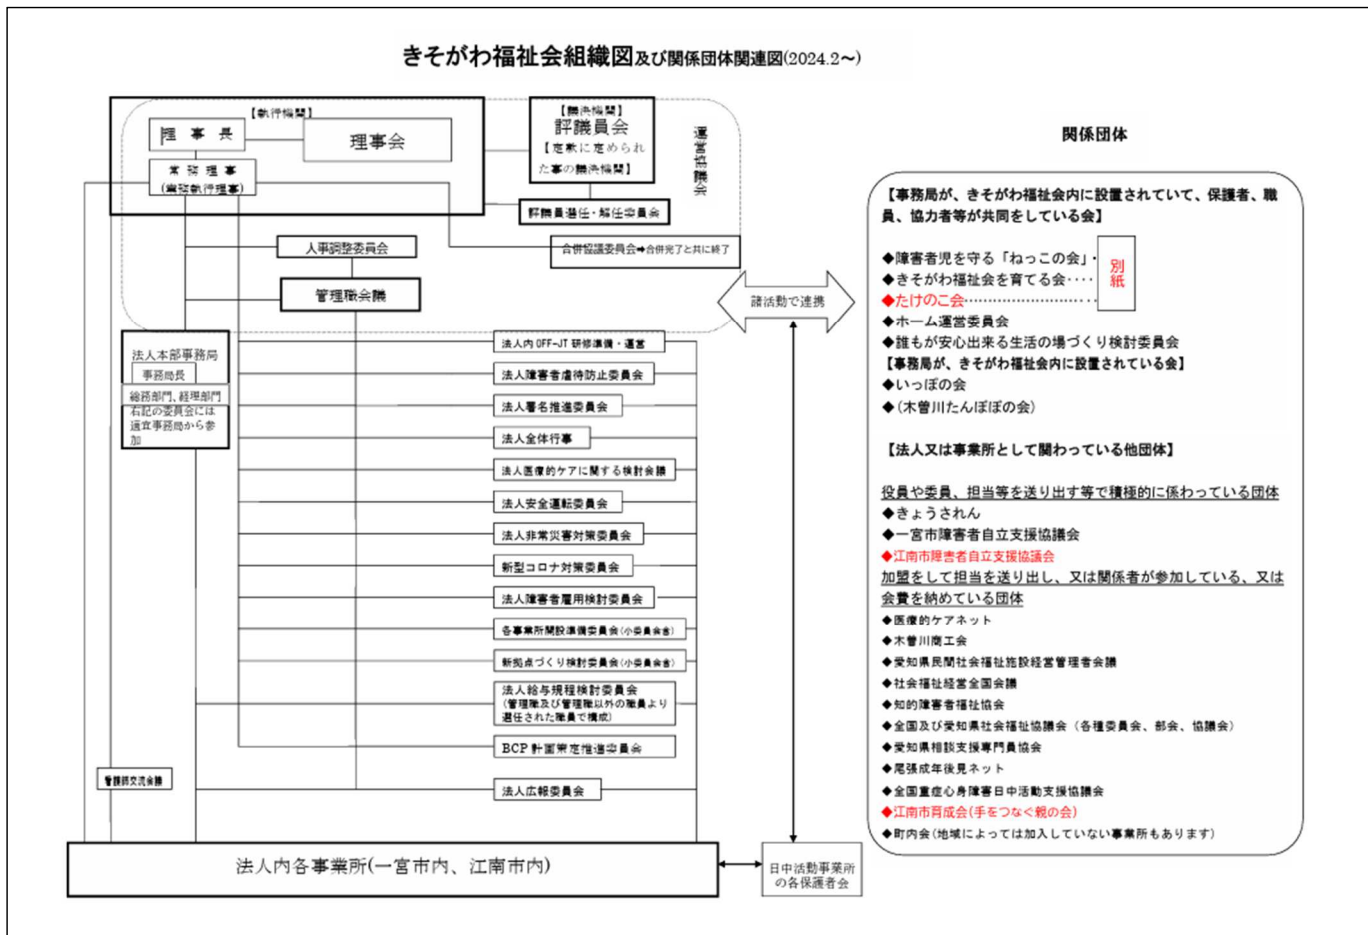 きそがわ福祉会組織図及び関係団体関連図(2024.2～)
【執行機関】
理事長
理事会
常務理事
(業務執行理事)
【議決機関】
評議員会
【定款に定められ
た事の議決機関】
運営協議会
評議員選任・解任委員会
人事調整委員会
合併協議委員会➡合併完了と共に終了
管理職会議
諸活動で連携
法人本部事務局
事務局長
総務部門、経理部門
右記の委員会には
適宜事務局から参
加
法人内 OFF-JT 研修準備・運営
法人障害者虐待防止委員会
法人署名推進委員会
法人全体行事
法人医療的ケアに関する検討会議
法人安全運転委員会
法人非常災害対策委員会
新型コロナ対策委員会
法人障害者雇用検討委員会
各事業所開設準備委員会(小委員会含)
新拠点づくり検討委員会(小委員会含)
法人給与規程検討委員会
(管理職及び管理職以外の職員より
選任された職員で構成)
BCP 計画策定推進委員会
看護師交流会議
法人広報委員会
法人内各事業所(一宮市内、江南市内)
日中活動事業所
の各保護者会
関係団体
【事務局が、きそがわ福祉会内に設置されていて、保護者、職
員、協力者等が共同をしている会】
◆障害者児を守る「ねっこの会」・
◆きそがわ福祉会を育てる会‥‥
◆たけのこ会‥‥‥‥‥‥‥‥‥‥‥‥
別紙
◆ホーム運営委員会
◆誰もが安心出来る生活の場づくり検討委員会
【事務局が、きそがわ福祉会内に設置されている会】
◆いっぽの会
◆(木曽川たんぽぽの会)
【法人又は事業所として関わっている他団体】
役員や委員、担当等を送り出す等で積極的に係わっている団体
◆きょうされん
◆一宮市障害者自立支援協議会
◆江南市障害者自立支援協議会
加盟をして担当を送り出し、又は関係者が参加している、又は
会費を納めている団体
◆医療的ケアネット
◆木曽川商工会
◆愛知県民間社会福祉施設経営管理者会議
◆社会福祉経営全国会議
◆知的障害者福祉協会
◆全国及び愛知県社会福祉協議会（各種委員会、部会、協議会）
◆愛知県相談支援専門員協会
◆尾張成年後見ネット
◆全国重症心身障害日中活動支援協議会
◆江南市育成会(手をつなぐ親の会)
◆町内会(地域によっては加入していない事業所もあります)